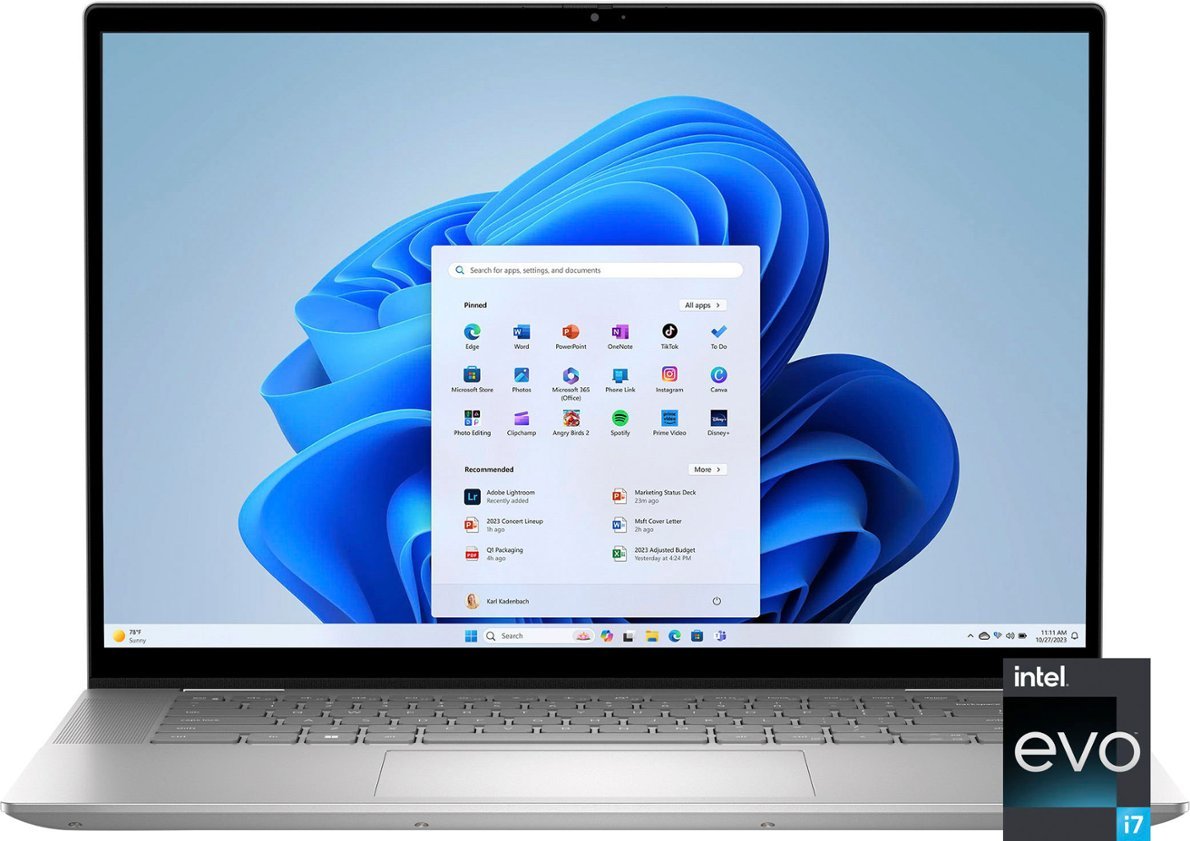 Search for apps, settings, and documents
Pinned
All apps >
Edge
Word
PowerPoint
OneNote
TikTok
To Do
Microsoft Store
Photos
Microsoft 365
(Office)
Phone Link
Instagram
Canva
Photo Editing
Clipchamp
Angry Birds 2
Spotify
Prime Video
Disney+
Recommended
More >
Adobe Lightroom
Recently added
Marketing Status Deck
23m ago
2023 Concert Lineup
1h ago
Msft Cover Letter
2h ago
Q1 Packaging
4h ago
2023 Adjusted Budget
Yesterday at 4:24 PM
Karl Kadenbach
78°F
Sunny
Search
11:11 AM
10/27/2023
intel.
evo
i7